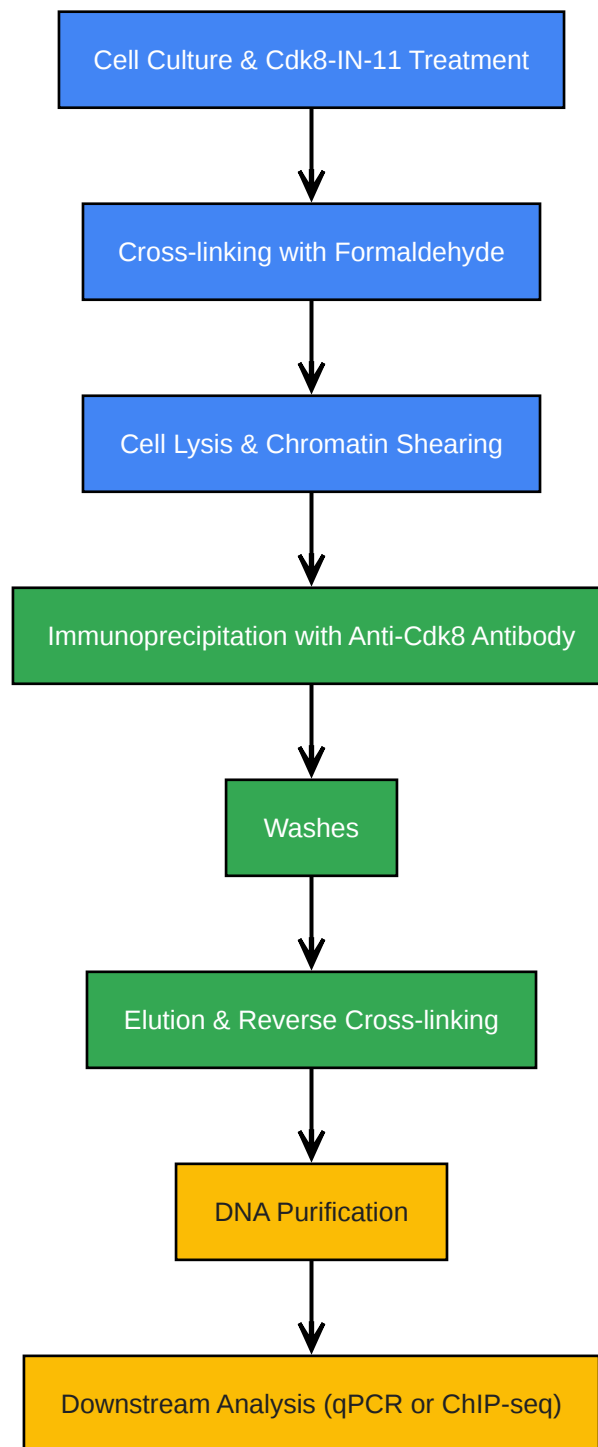 Cell Culture & Cdk8-IN-11 Treatment
Cross-linking with Formaldehyde
Cell Lysis & Chromatin Shearing
Immunoprecipitation with Anti-Cdk8 Antibody
Washes
Elution & Reverse Cross-linking
DNA Purification
Downstream Analysis (qPCR or ChIP-seq)